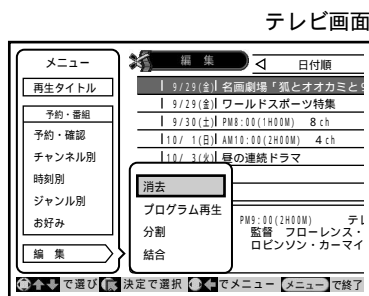 テレビ画面
メニュー
編 集
日付順
再生タイトル
予約・番組
予約・確認
チャンネル別
時刻別
ジャンル別
お好み
編 集
9/29(金) 名画劇場「狐とオオカミと
9/29(金) ワールドスポーツ特集
9/30(土) PM8:00(1H00M) 8ch
10/ 1(日) AM10:00(2H00M) 4ch
10/ 3(火) 昼の連続ドラマ
消去
プログラム再生
分割
結合
PM9:00(2H00M) テレ
監督 フローレンス・
ロビンソン・カーマイ
で選び 決定で選択 でメニュー メニュー で終了